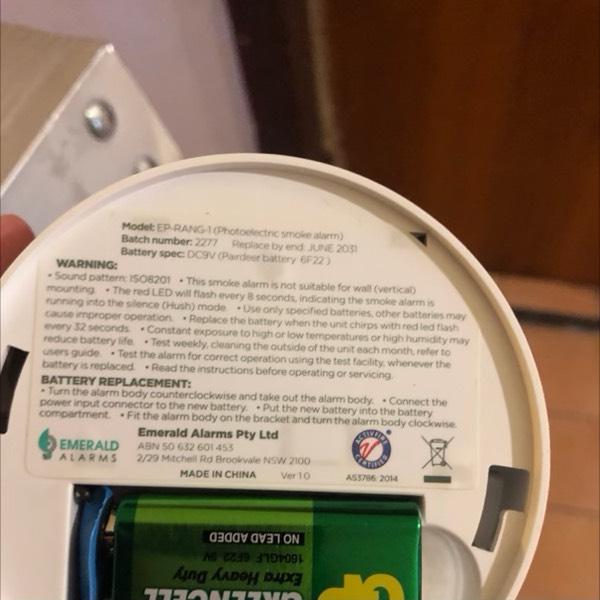 Model: EP-RANG-1 (Photoelectric smoke alarm)
Batch number: 2277 Replace by end: JUNE 2031
Battery spec: DC9V (Pairdeer battery 6F22 )
WARNING:
• Sound pattern: ISO8201 • This smoke alarm is not suitable for wall (vertical)
mounting. • The red LED will flash every 8 seconds, indicating the smoke alarm is
running into the silence (Hush) mode. • Use only specified batteries, other batteries may
cause improper operation. • Replace the battery when the unit chirps with red led flash
every 32 seconds. • Constant exposure to high or low temperatures or high humidity may
reduce battery life. • Test weekly, cleaning the outside of the unit each month, refer to
users guide. • Test the alarm for correct operation using the test facility, whenever the
battery is replaced. • Read the instructions before operating or servicing.
BATTERY REPLACEMENT:
• Turn the alarm body counterclockwise and take out the alarm body. • Connect the
power input connector to the new battery. • Put the new battery into the battery
compartment. • Fit the alarm body on the bracket and turn the alarm body clockwise.
EMERALD
ALARMS
Emerald Alarms Pty Ltd
ABN 50 632 601 453
2/29 Mitchell Rd Brookvale NSW 2100
MADE IN CHINA Ver1.0
ACTIVFIRE
CERTIFIED
AS3786: 2014
NO LEAD ADDED
1604GLF 6F22 9V
Extra Heavy Duty
GREENCELL
GP